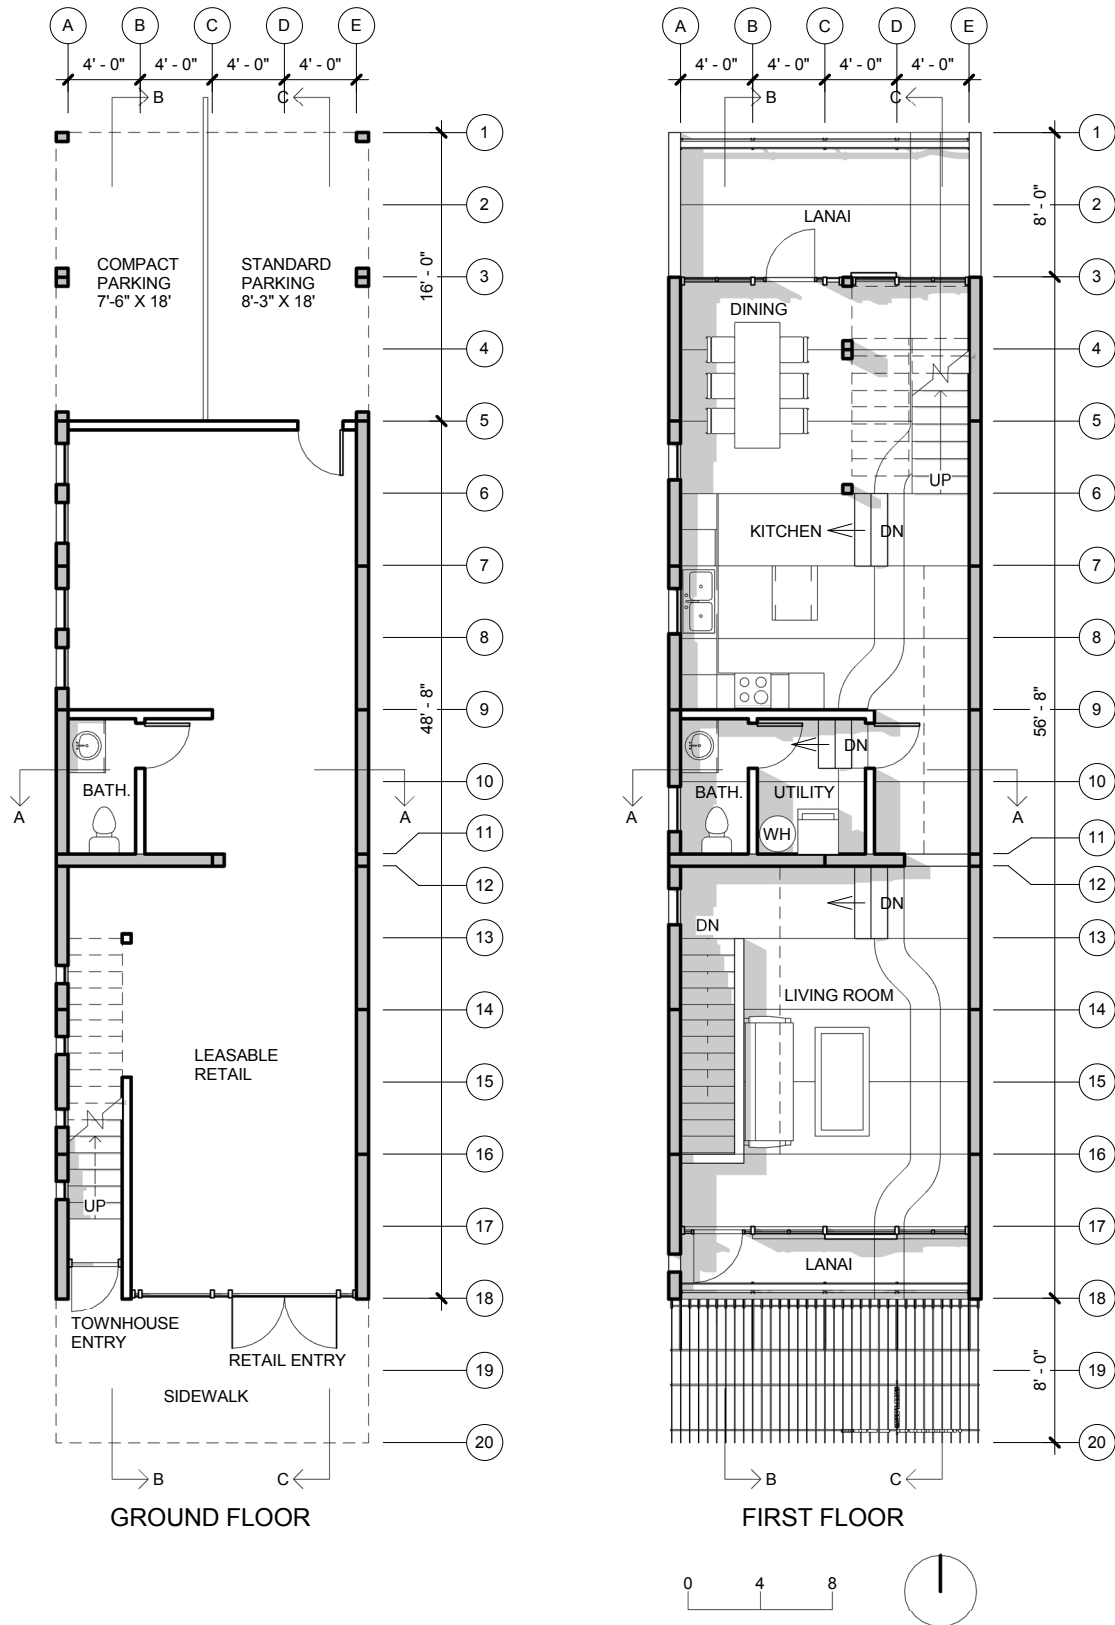 A B C D E
4' - 0" 4' - 0" 4' - 0" 4' - 0"
B C
1
2
3
4
5
6
7
8
9
10
11
12
13
14
15
16
17
18
19
20
16' - 0"
48' - 8"
COMPACT
PARKING
7'-6" X 18'
STANDARD
PARKING
8'-3" X 18'
A A
BATH.
LEASABLE
RETAIL
N
UP
TOWNHOUSE
ENTRY
RETAIL ENTRY
SIDEWALK
B C
GROUND FLOOR
A B C D E
4' - 0" 4' - 0" 4' - 0" 4' - 0"
B C
1
2
3
4
5
6
7
8
9
10
11
12
13
14
15
16
17
18
19
20
8' - 0"
56' - 8"
8' - 0"
LANAI
DINING
N
UP
KITCHEN DN
DN
A A
BATH. UTILITY
WH
DN
DN
LIVING ROOM
LANAI
B C
FIRST FLOOR
0 4 8